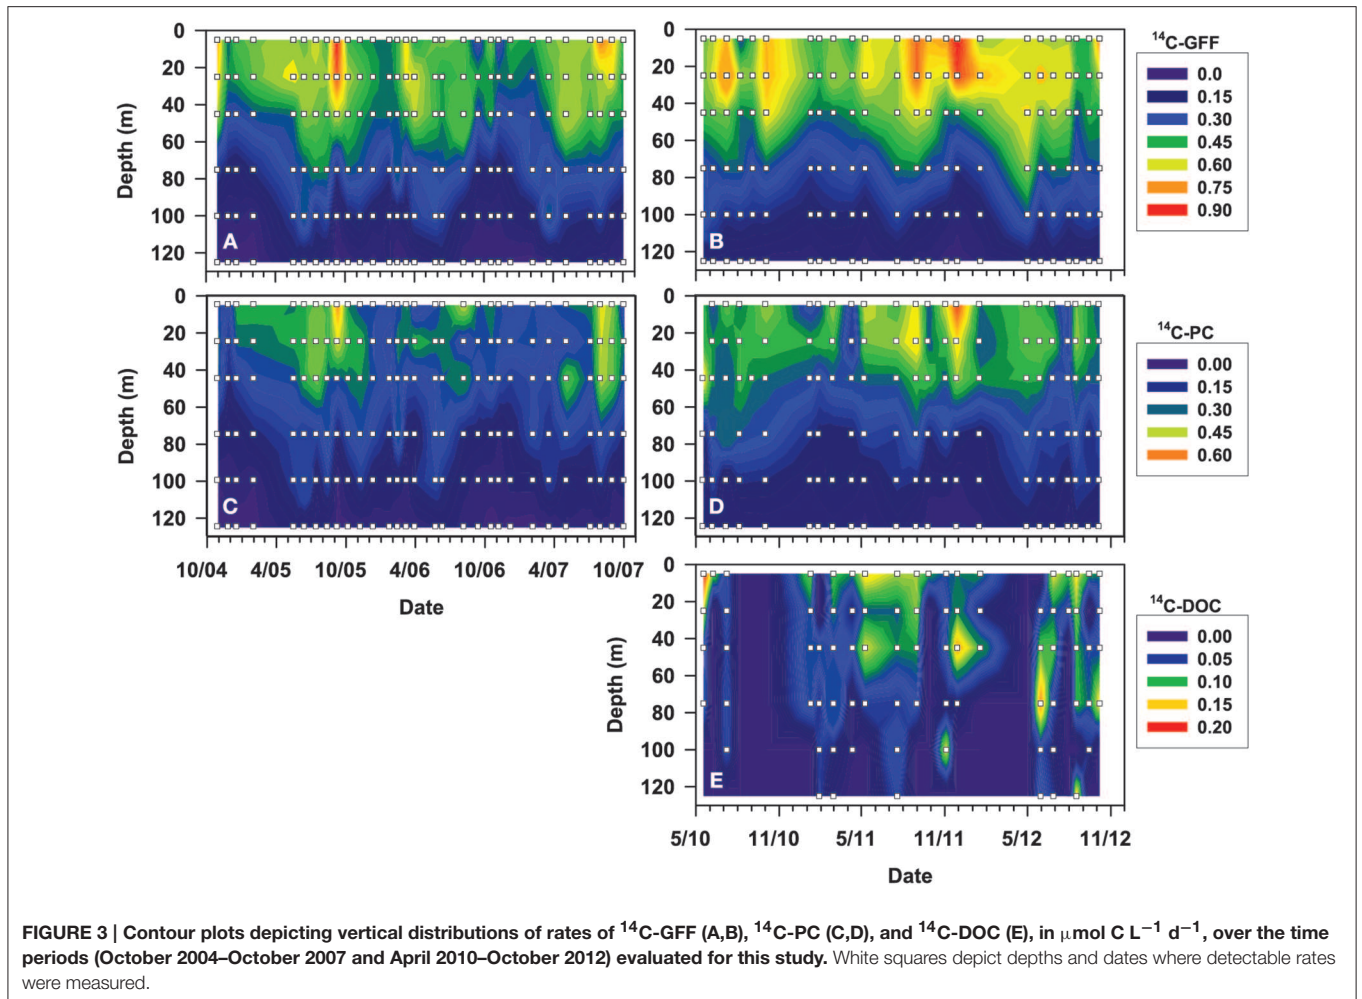 0
20
40
60
80
100
120
Depth (m)
A
0
20
40
60
80
100
120
B
14C-GFF
0.0
0.15
0.30
0.45
0.60
0.75
0.90
0
20
40
60
80
100
120
Depth (m)
C
10/04 4/05 10/05 4/06 10/06 4/07 10/07
Date
0
20
40
60
80
100
120
D
14C-PC
0.00
0.15
0.30
0.45
0.60
0
20
40
60
80
100
120
Depth (m)
E
5/10 11/10 5/11 11/11 5/12 11/12
Date
14C-DOC
0.00
0.05
0.10
0.15
0.20
FIGURE 3 | Contour plots depicting vertical distributions of rates of 14C-GFF (A,B), 14C-PC (C,D), and 14C-DOC (E), in μmol C L−1 d−1, over the time
periods (October 2004–October 2007 and April 2010–October 2012) evaluated for this study. White squares depict depths and dates where detectable rates
were measured.